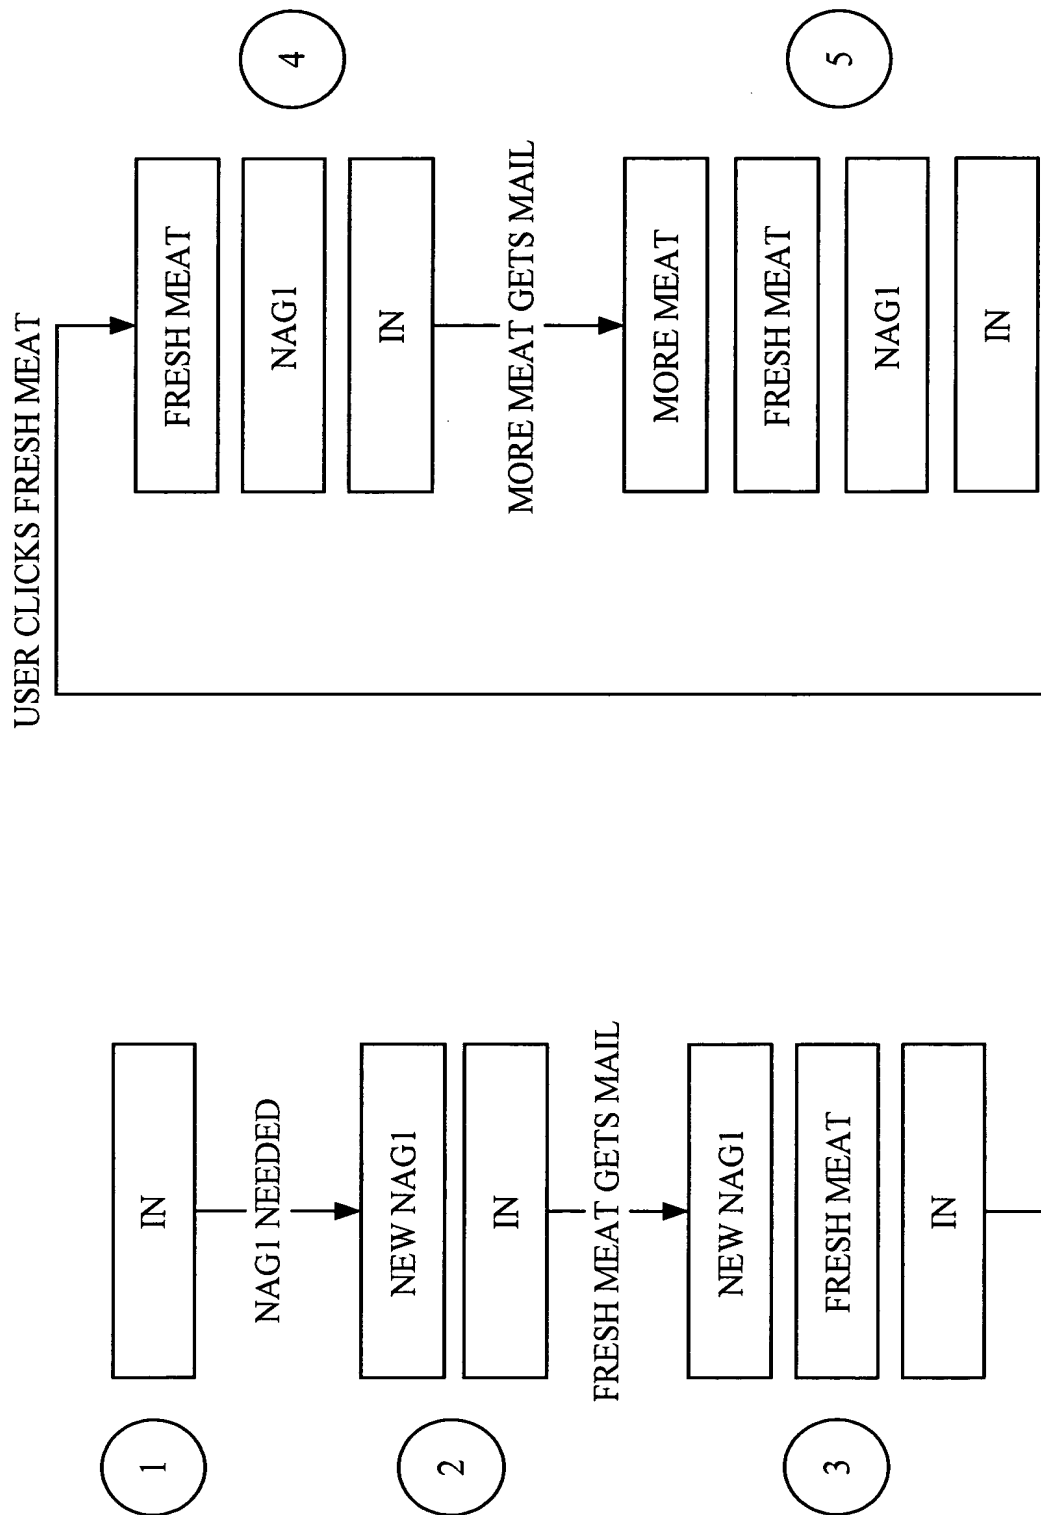 1
IN
NAG1 NEEDED
2
NEW NAG1
IN
FRESH MEAT GETS MAIL
3
NEW NAG1
FRESH MEAT
IN
USER CLICKS FRESH MEAT
4
FRESH MEAT
NAG1
IN
MORE MEAT GETS MAIL
5
MORE MEAT
FRESH MEAT
NAG1
IN